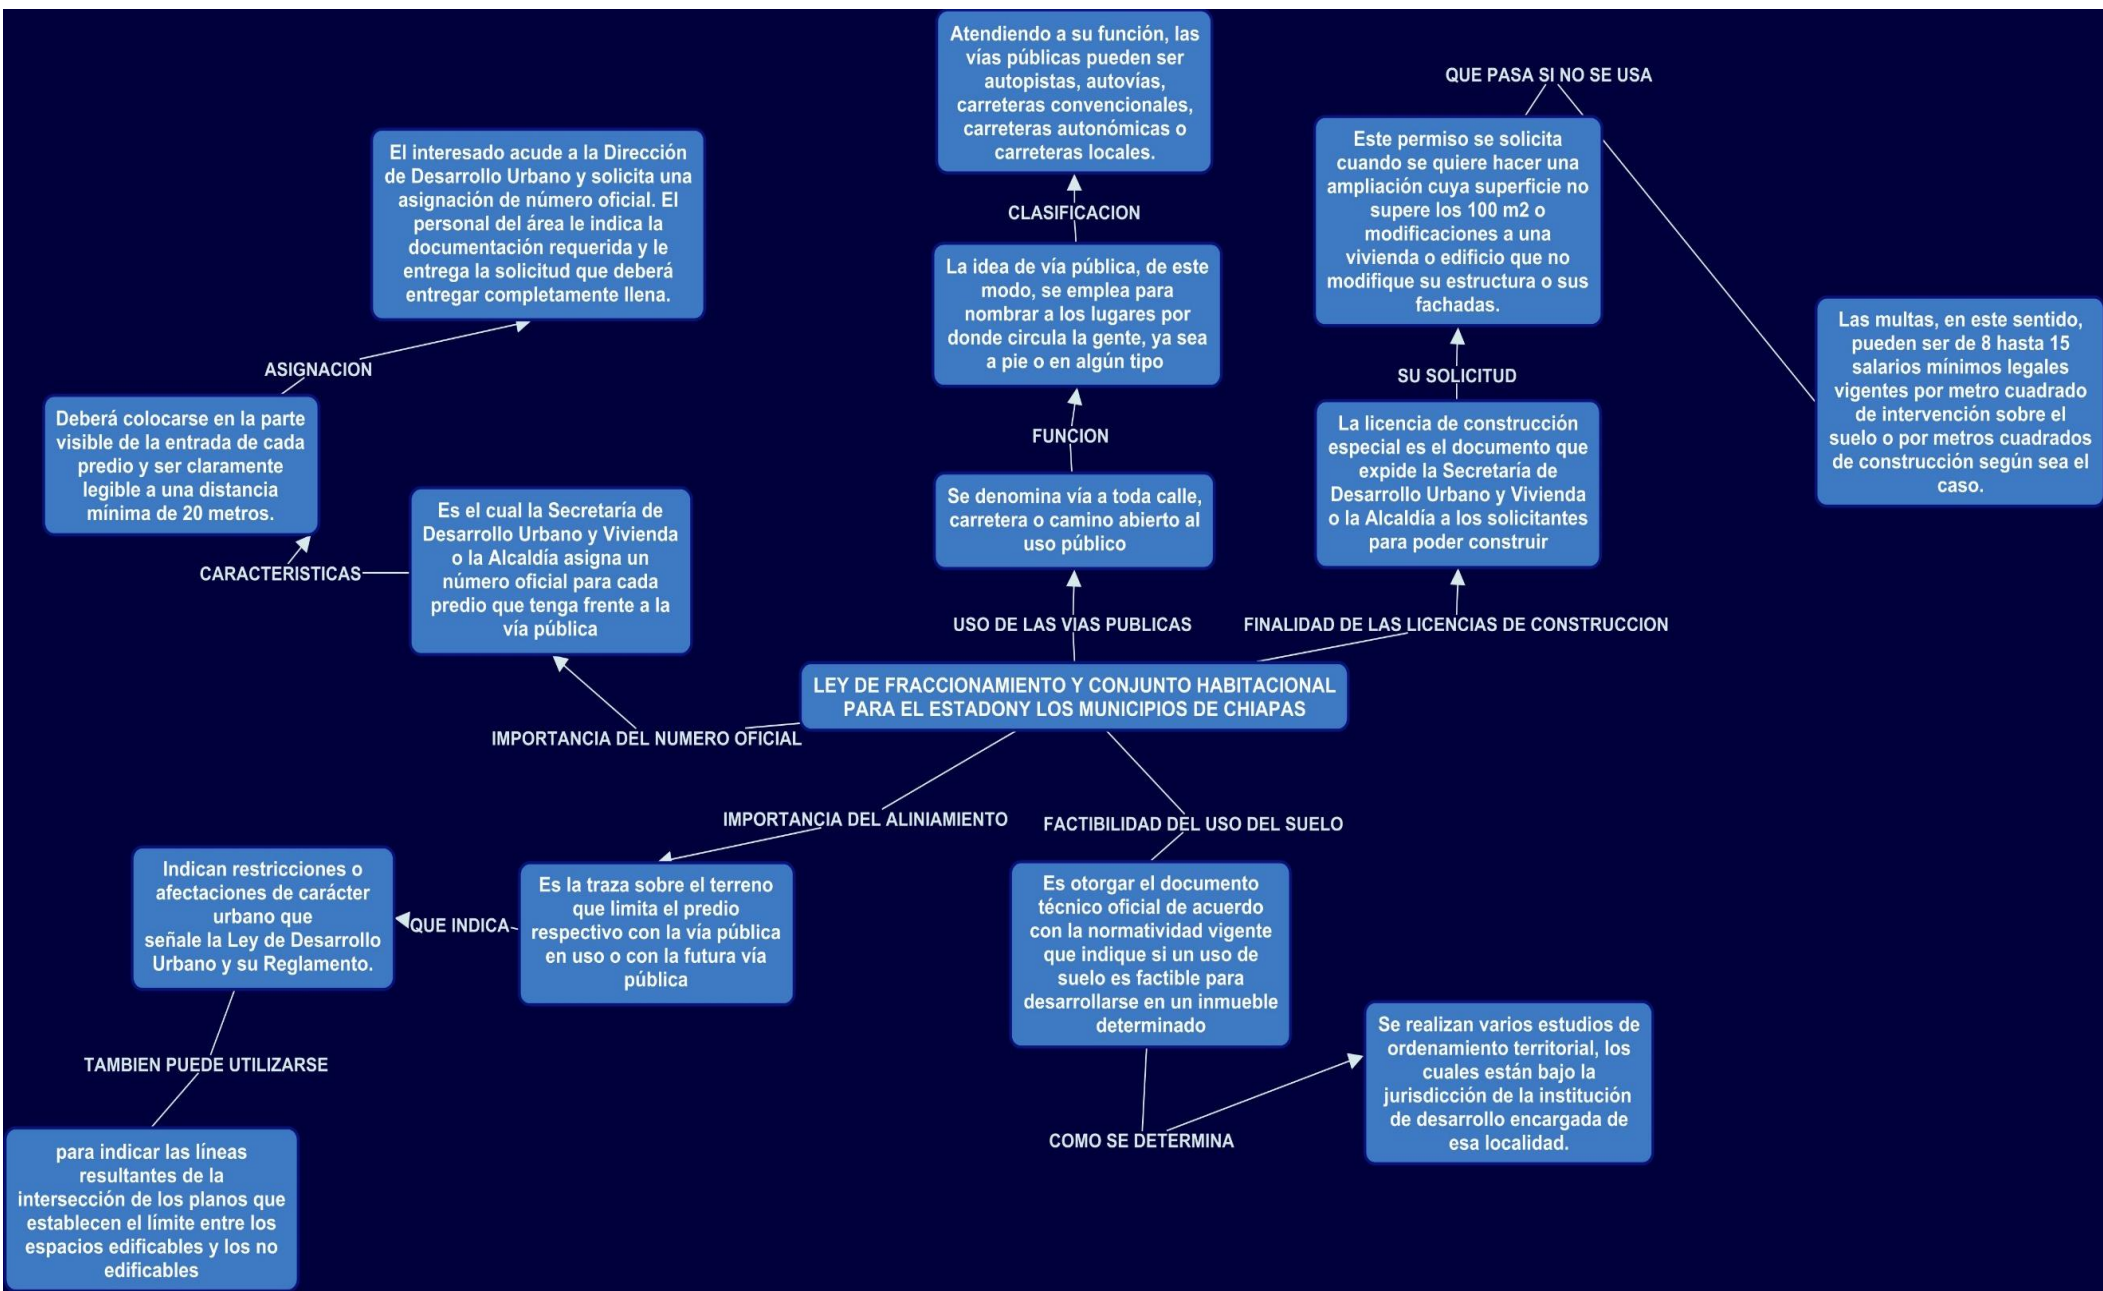 Atendiendo a su función, las
vías públicas pueden ser
autopistas, autovías,
carreteras convencionales,
carreteras autonómicas o
carreteras locales.
QUE PASA SI NO SE USA
El interesado acude a la Dirección
de Desarrollo Urbano y solicita una
asignación de número oficial. El
personal del área le indica la
documentación requerida y le
entrega la solicitud que deberá
entregar completamente llena.
CLASIFICACION
Este permiso se solicita
cuando se quiere hacer una
ampliación cuya superficie no
supere los 100 m2 o
modificaciones a una
vivienda o edificio que no
modifique su estructura o sus
fachadas.
La idea de vía pública, de este
modo, se emplea para
nombrar a los lugares por
donde circula la gente, ya sea
a pie o en algún tipo
Las multas, en este sentido,
pueden ser de 8 hasta 15
salarios mínimos legales
vigentes por metro cuadrado
de intervención sobre el
suelo o por metros cuadrados
de construcción según sea el
caso.
ASIGNACION
SU SOLICITUD
Deberá colocarse en la parte
visible de la entrada de cada
predio y ser claramente
legible a una distancia
mínima de 20 metros.
FUNCION
La licencia de construcción
especial es el documento que
expide la Secretaría de
Desarrollo Urbano y Vivienda
o la Alcaldía a los solicitantes
para poder construir
Es el cual la Secretaría de
Desarrollo Urbano y Vivienda
o la Alcaldía asigna un
número oficial para cada
predio que tenga frente a la
vía pública
Se denomina vía a toda calle,
carretera o camino abierto al
uso público
CARACTERISTICAS
USO DE LAS VIAS PUBLICAS
FINALIDAD DE LAS LICENCIAS DE CONSTRUCCION
LEY DE FRACCIONAMIENTO Y CONJUNTO HABITACIONAL
PARA EL ESTADONY LOS MUNICIPIOS DE CHIAPAS
IMPORTANCIA DEL NUMERO OFICIAL
IMPORTANCIA DEL ALINIAMIENTO
FACTIBILIDAD DEL USO DEL SUELO
Indican restricciones o
afectaciones de carácter
urbano que
señale la Ley de Desarrollo
Urbano y su Reglamento.
QUE INDICA
Es la traza sobre el terreno
que limita el predio
respectivo con la vía pública
en uso o con la futura vía
pública
Es otorgar el documento
técnico oficial de acuerdo
con la normatividad vigente
que indique si un uso de
suelo es factible para
desarrollarse en un inmueble
determinado
Se realizan varios estudios de
ordenamiento territorial, los
cuales están bajo la
jurisdicción de la institución
de desarrollo encargada de
esa localidad.
TAMBIEN PUEDE UTILIZARSE
COMO SE DETERMINA
para indicar las líneas
resultantes de la
intersección de los planos que
establecen el límite entre los
espacios edificables y los no
edificables